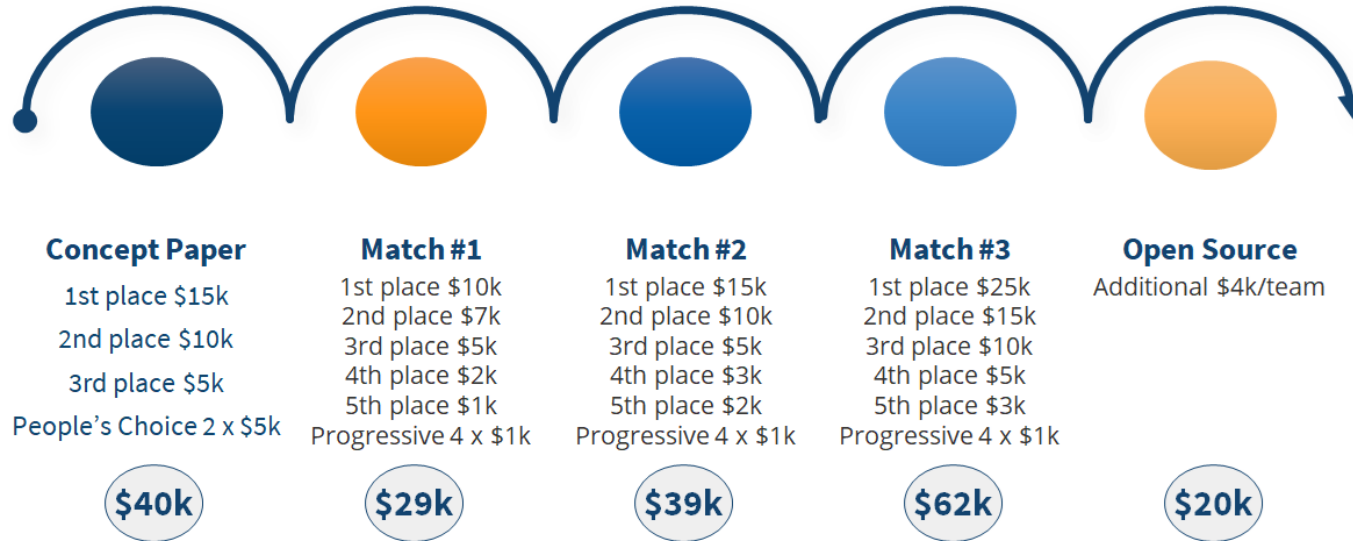 Concept Paper
1st place $15k
2nd place $10k
3rd place $5k
People’s Choice 2 x $5k
$40k
Match #1
1st place $10k
2nd place $7k
3rd place $5k
4th place $2k
5th place $1k
Progressive 4 x $1k
$29k
Match #2
1st place $15k
2nd place $10k
3rd place $5k
4th place $3k
5th place $2k
Progressive 4 x $1k
$39k
Match #3
1st place $25k
2nd place $15k
3rd place $10k
4th place $5k
5th place $3k
Progressive 4 x $1k
$62k
Open Source
Additional $4k/team
$20k